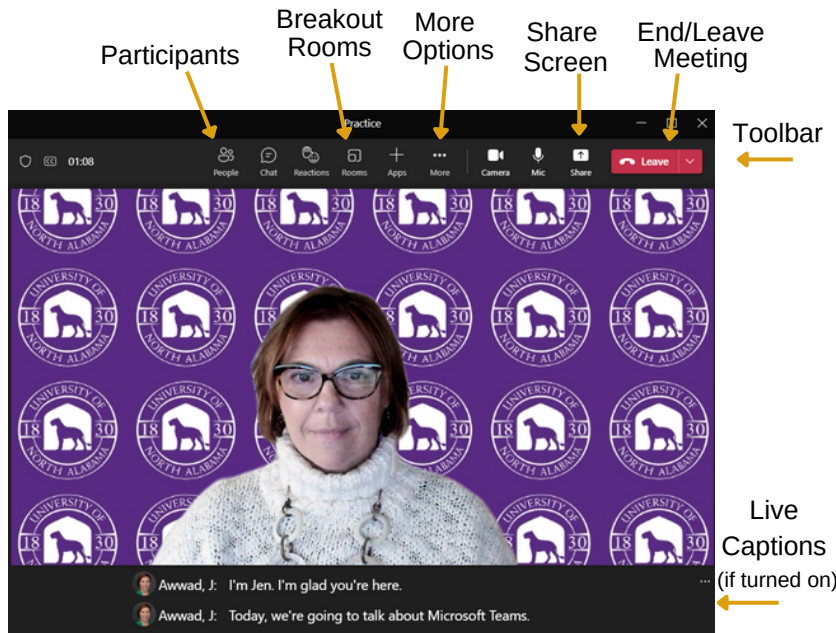 Participants
Breakout
Rooms
More
Options
Share
Screen
End/Leave
Meeting
Practice
Toolbar
01:08
People
Chat
Reactions
Rooms
Apps
More
Camera
Mic
Share
Leave
CC
UNIVERSITY OF
18 30
NORTH ALABAMA
Live
Captions
(if turned on)
Awwad, J: I'm Jen. I'm glad you're here.
Awwad, J: Today, we're going to talk about Microsoft Teams.